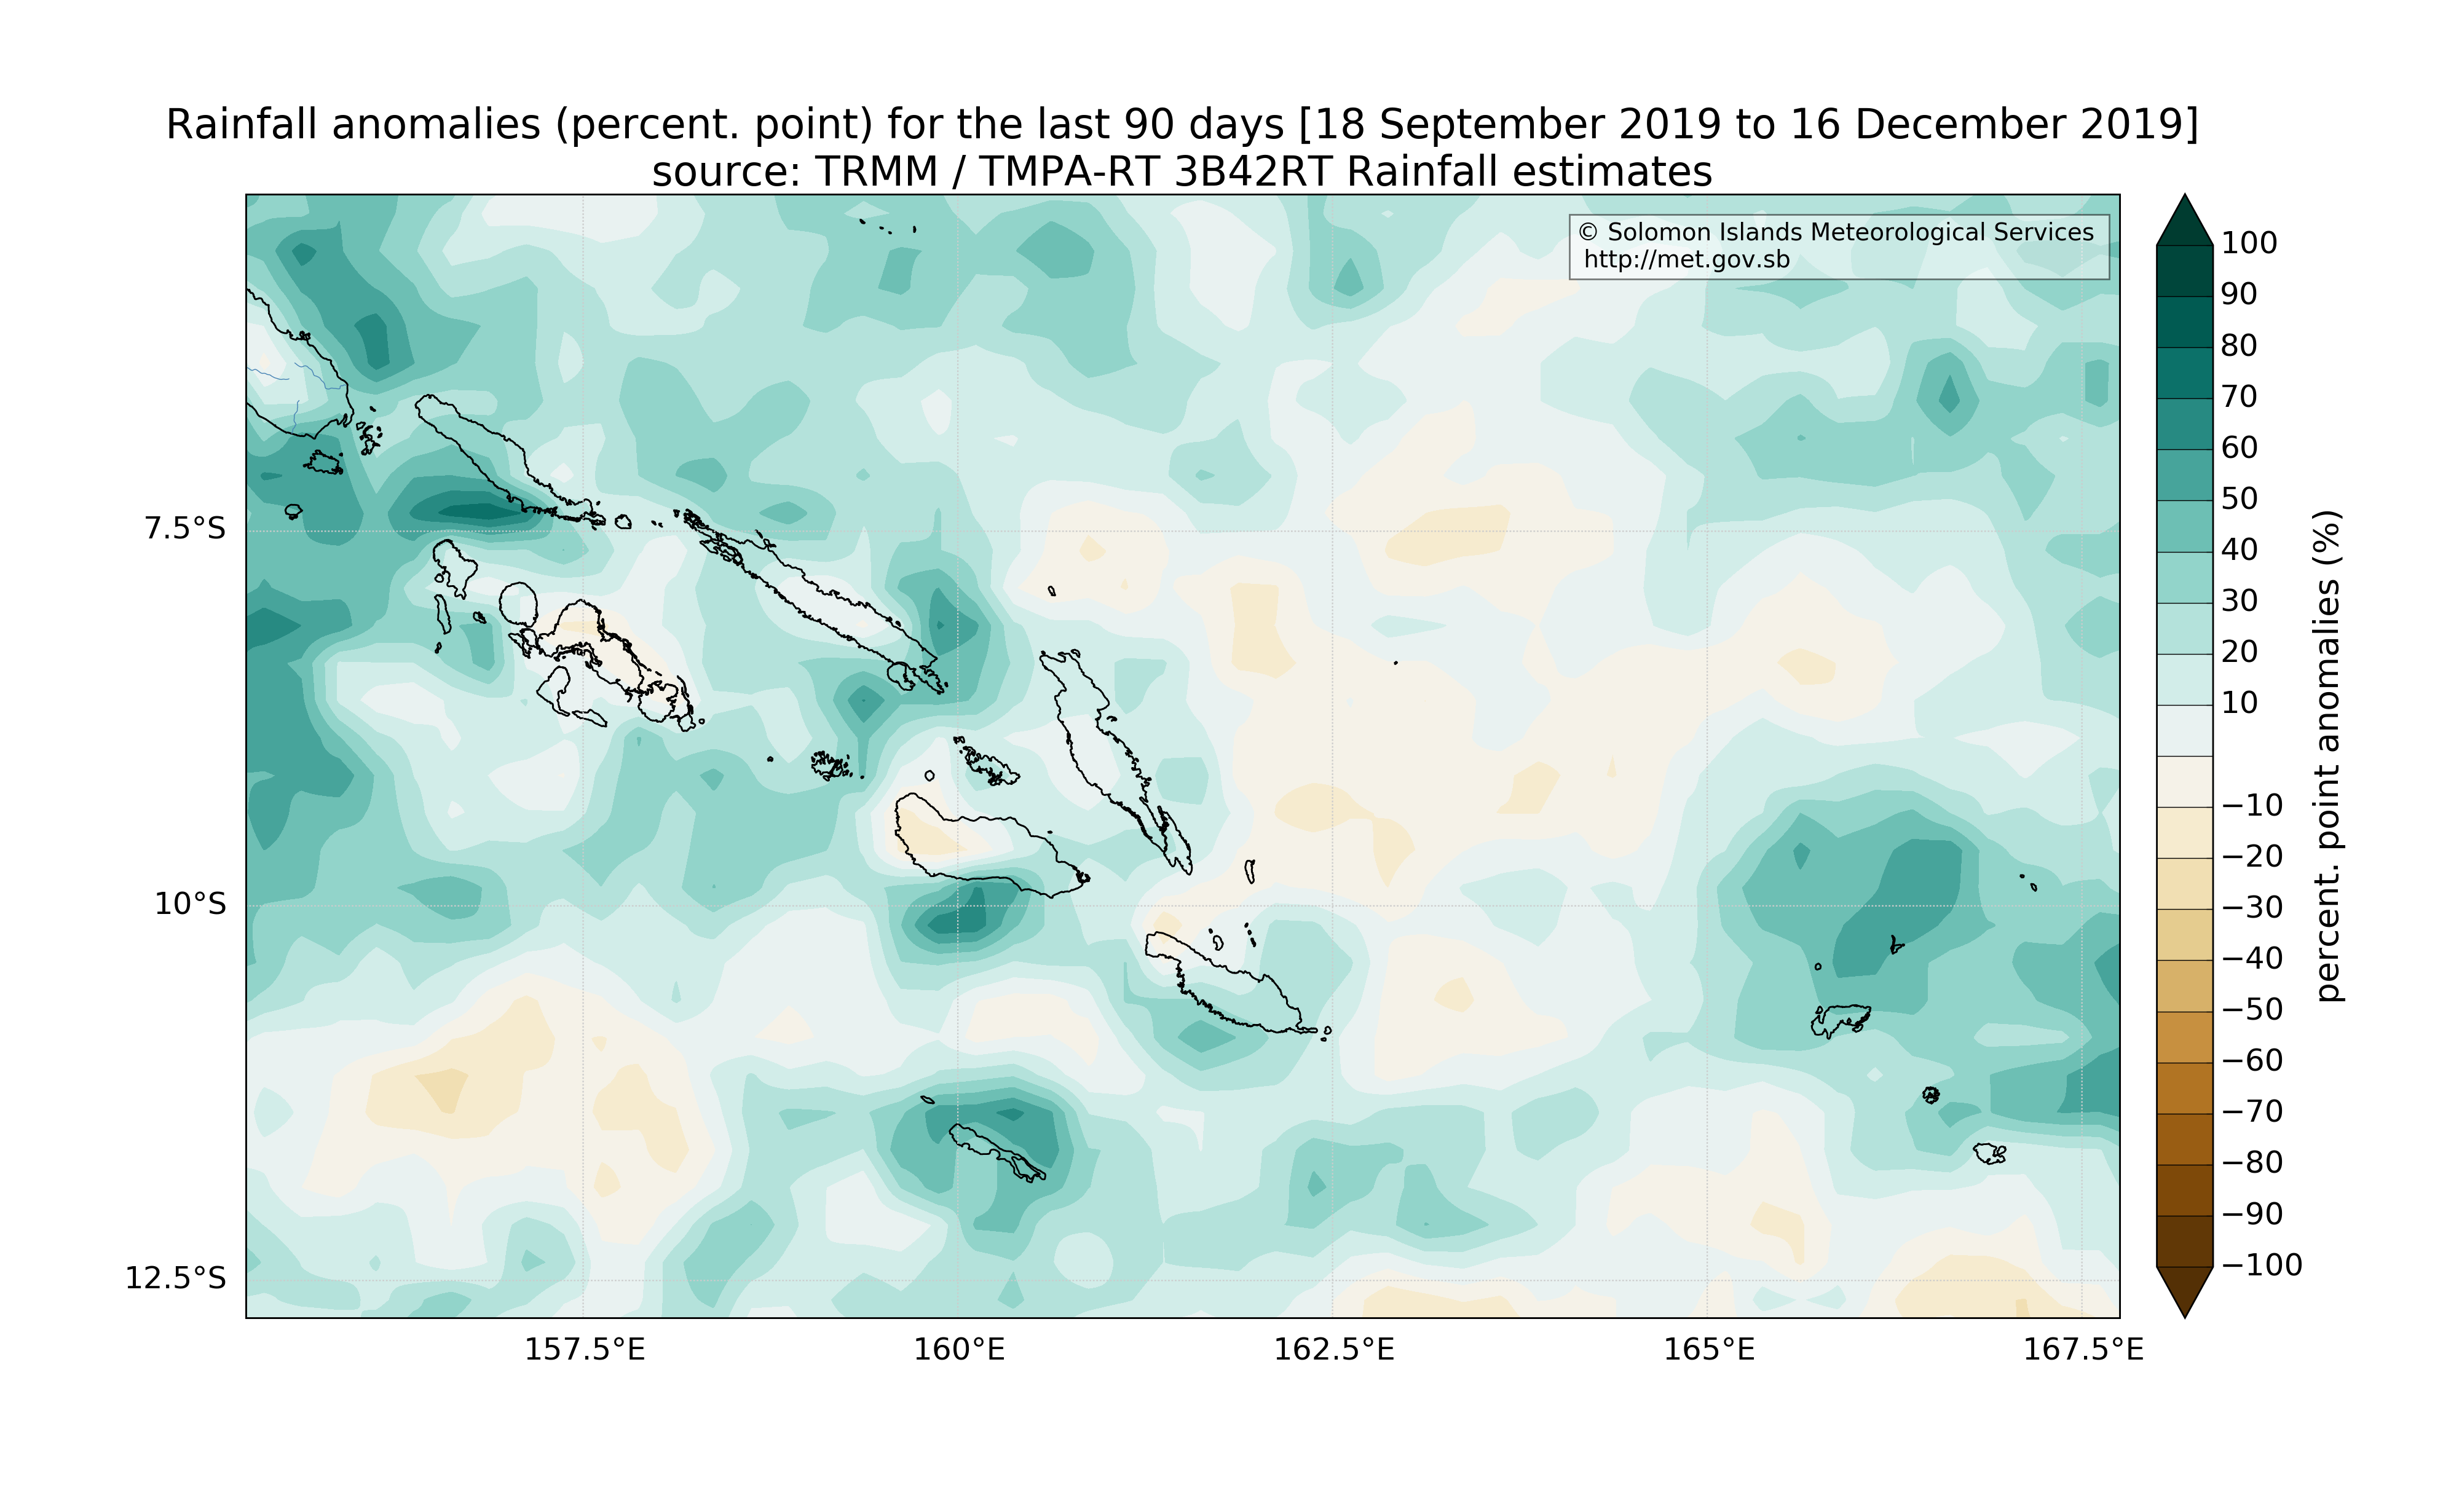 Rainfall anomalies (percent. point) for the last 90 days [18 September 2019 to 16 December 2019]
source: TRMM / TMPA-RT 3B42RT Rainfall estimates
© Solomon Islands Meteorological Services
http://met.gov.sb
7.5°S
10°S
12.5°S
157.5°E
160°E
162.5°E
165°E
167.5°E
100
90
80
70
60
50
40
30
20
10
−10
−20
−30
−40
−50
−60
−70
−80
−90
−100
percent. point anomalies (%)